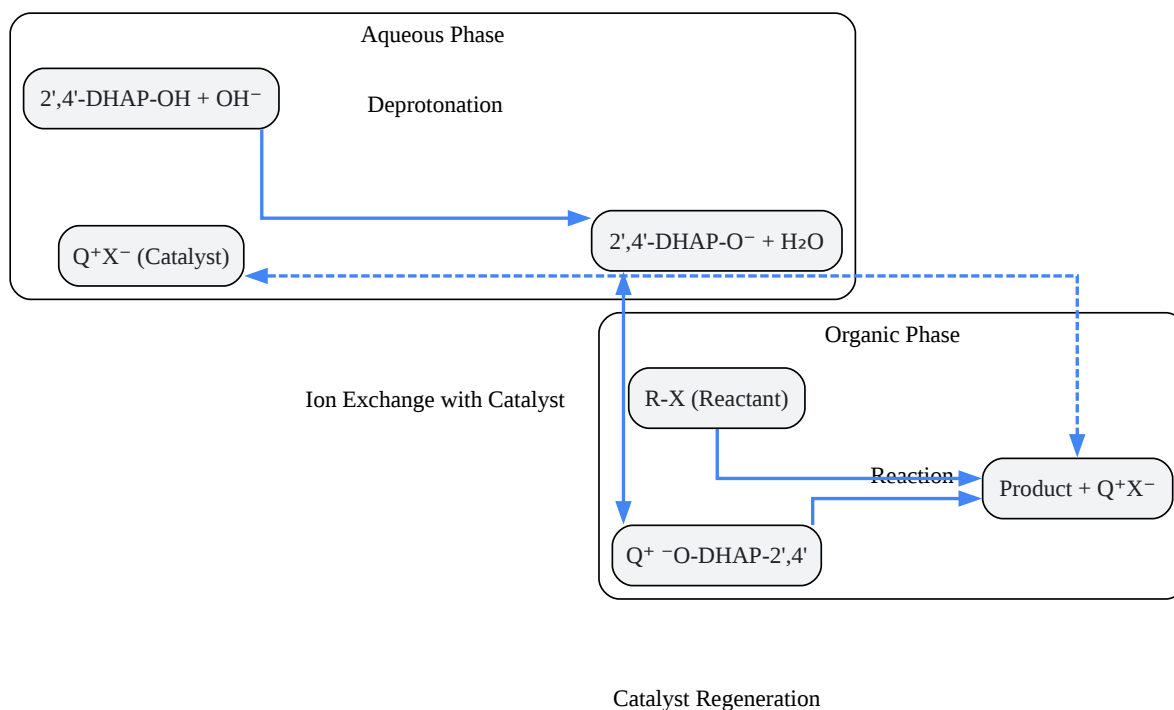 Aqueous Phase
2',4'-DHAP-OH + OH⁻
Deprotonation
2',4'-DHAP-O⁻ + H₂O
Q⁺X⁻ (Catalyst)
Organic Phase
Ion Exchange with Catalyst
R-X (Reactant)
Reaction
Product + Q⁺X⁻
Q⁺ ⁻O-DHAP-2',4'
Catalyst Regeneration